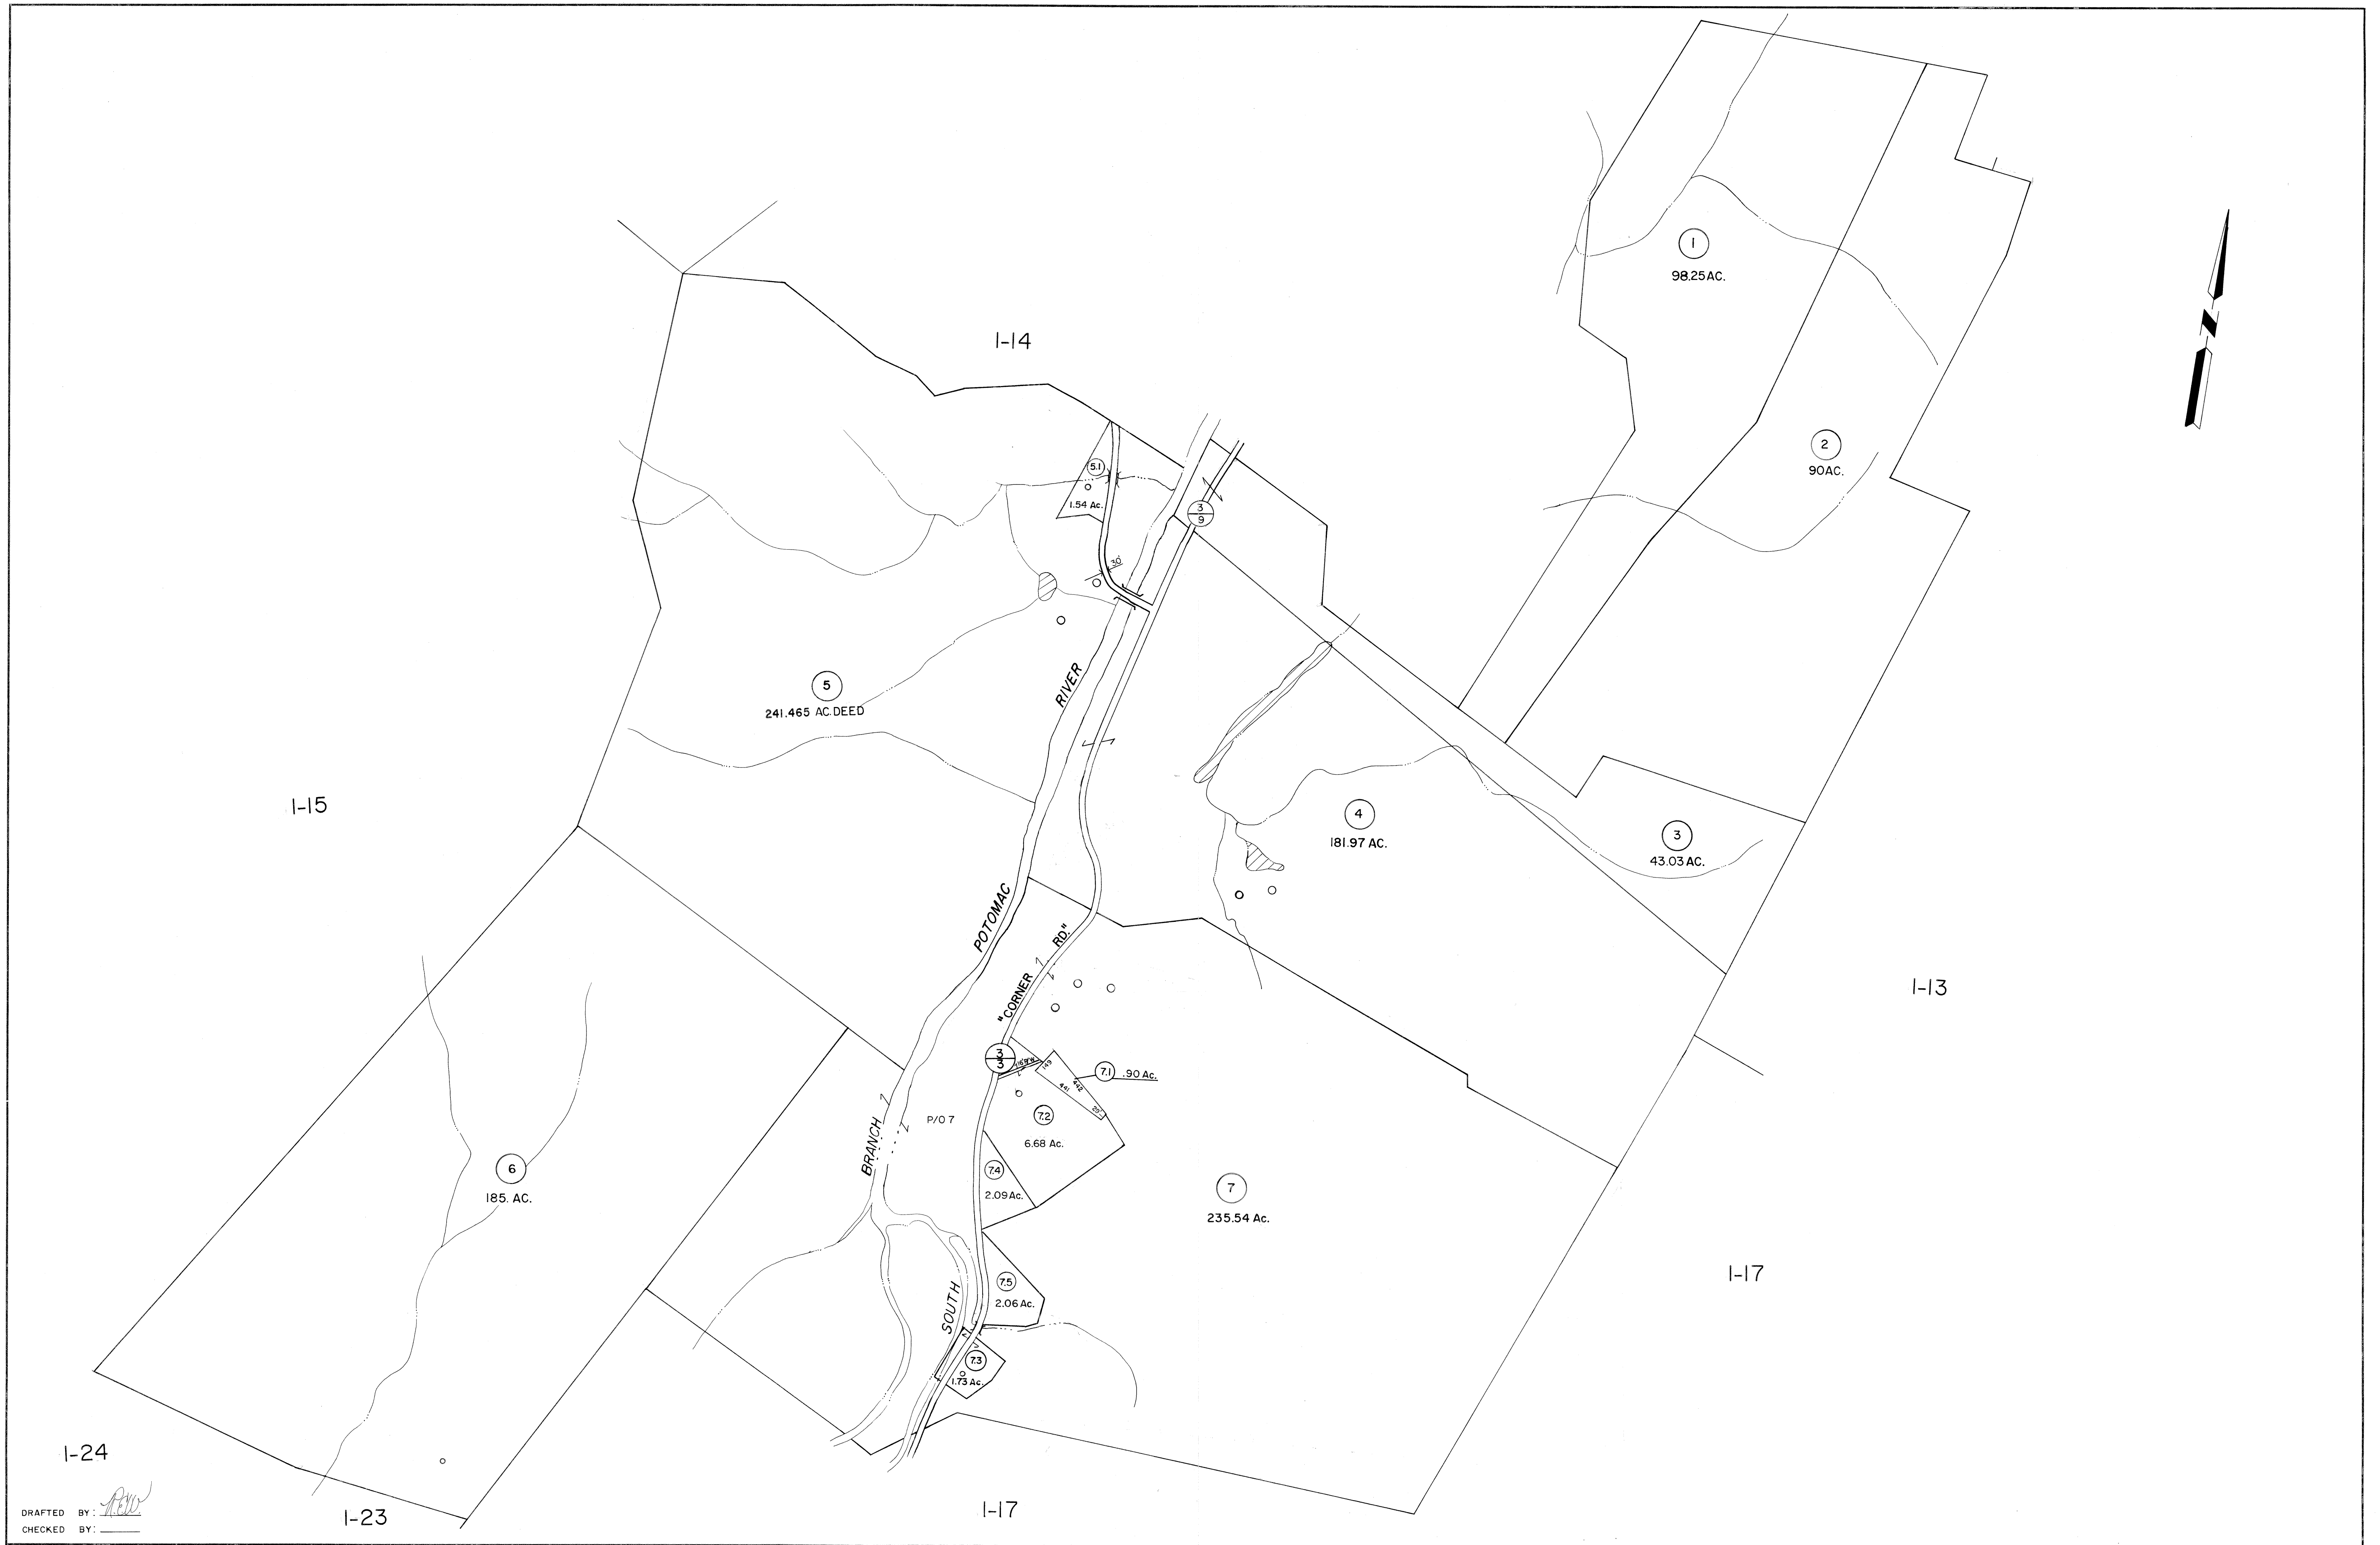 1
98.25 AC.
N
1-14
2
90 AC.
5.1
1.54 Ac.
3
9
30'
RIVER
5
241.465 AC. DEED
1-15
4
181.97 AC.
3
43.03 AC.
POTOMAC
"CORNER RD."
1-13
3
3
149
7.1 .90 Ac.
442
441
20'
7.2
6.68 Ac.
P/O 7
BRANCH
6
185. AC.
7.4
2.09 Ac.
7
235.54 Ac.
1-17
7.5
2.06 Ac.
SOUTH
7.3
1.73 Ac.
1-24
DRAFTED BY:
CHECKED BY:
1-23
1-17